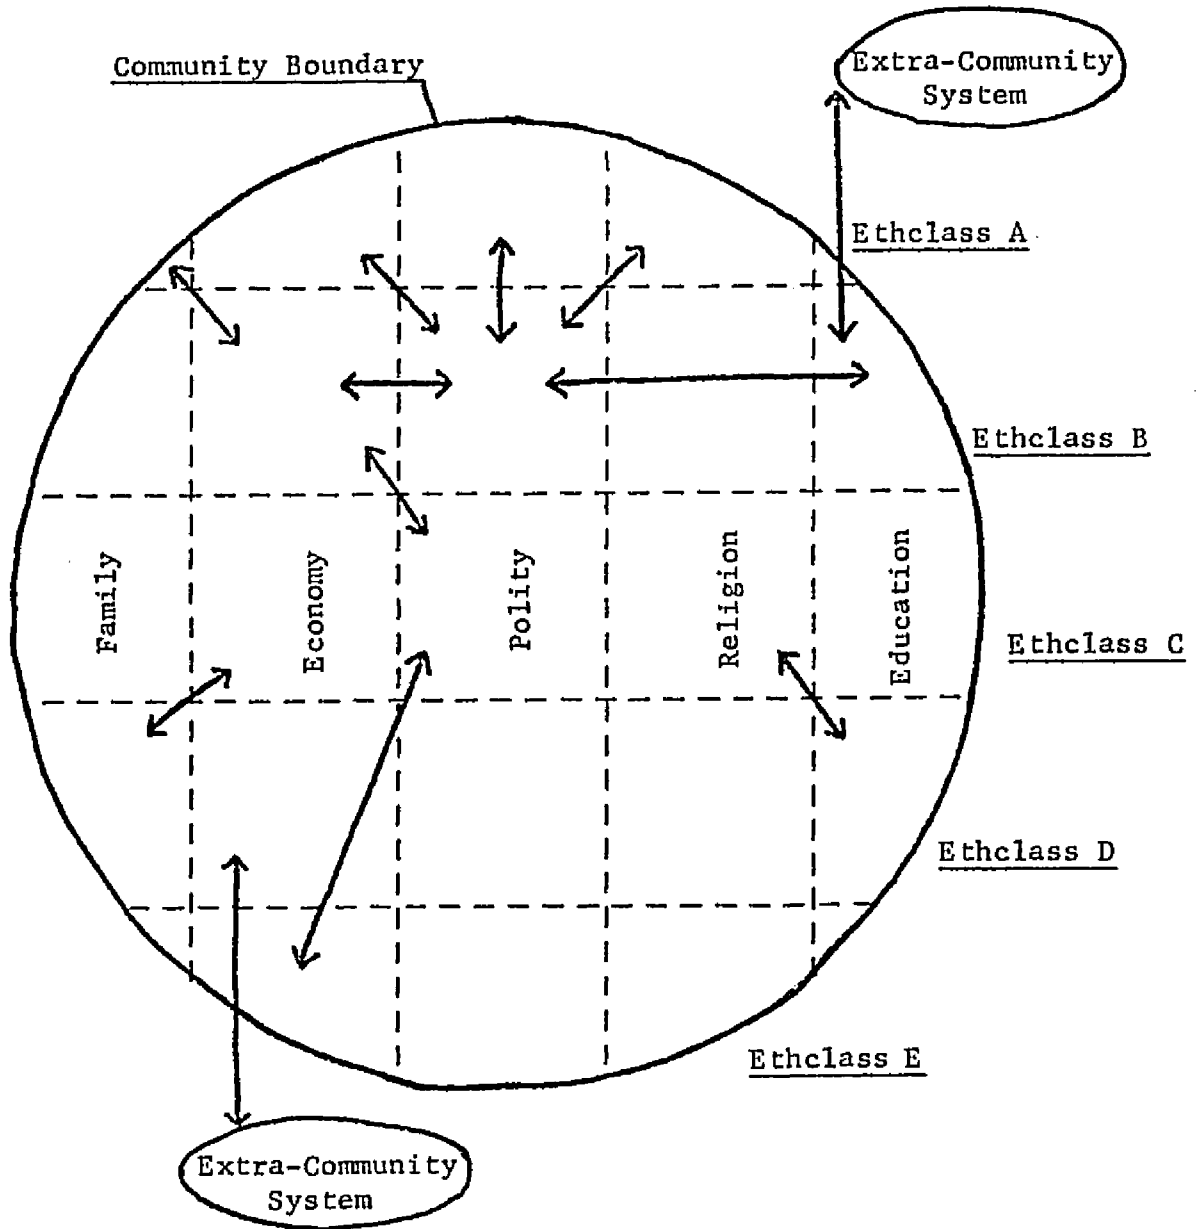 Community Boundary
Extra-Community
System
Ethclass A
Ethclass B
Family
Economy
Polity
Religion
Education
Ethclass C
Ethclass D
Ethclass E
Extra-Community
System